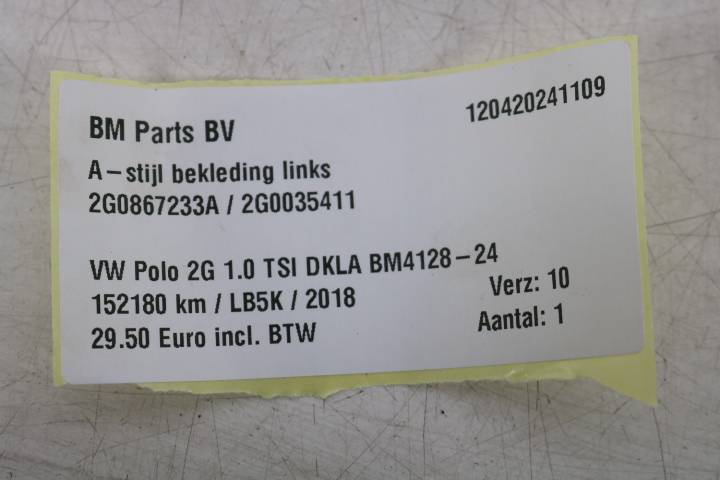 BM Parts BV
120420241109
A-stijl bekleding links
2G0867233A / 2G0035411
VW Polo 2G 1.0 TSI DKLA BM4128-24
152180 km / LB5K / 2018
Verz: 10
29.50 Euro incl. BTW
Aantal: 1